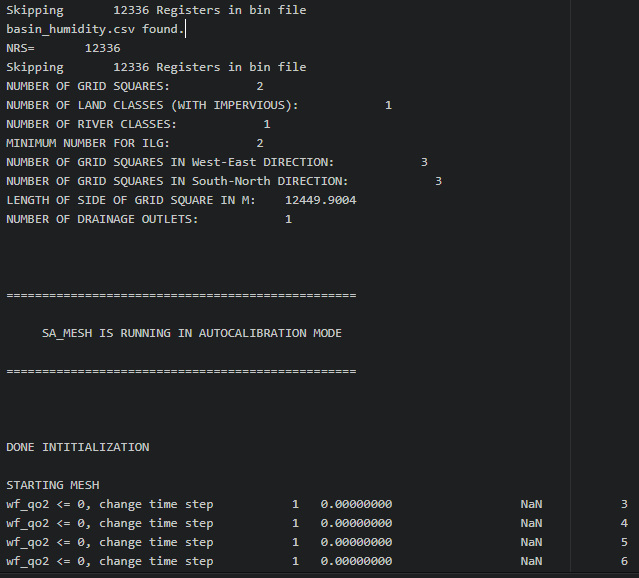 Skipping       12336 Registers in bin file
basin_humidity.csv found.
NRS=       12336
Skipping       12336 Registers in bin file
NUMBER OF GRID SQUARES:            2
NUMBER OF LAND CLASSES (WITH IMPERVIOUS):            1
NUMBER OF RIVER CLASSES:            1
MINIMUM NUMBER FOR ILG:            2
NUMBER OF GRID SQUARES IN West-East DIRECTION:            3
NUMBER OF GRID SQUARES IN South-North DIRECTION:            3
LENGTH OF SIDE OF GRID SQUARE IN M:    12449.9004
NUMBER OF DRAINAGE OUTLETS:            1
=================================================
SA_MESH IS RUNNING IN AUTOCALIBRATION MODE
=================================================
DONE INTITIALIZATION
STARTING MESH
wf_qo2 <= 0, change time step           1   0.00000000                  NaN           3
wf_qo2 <= 0, change time step           1   0.00000000                  NaN           4
wf_qo2 <= 0, change time step           1   0.00000000                  NaN           5
wf_qo2 <= 0, change time step           1   0.00000000                  NaN           6